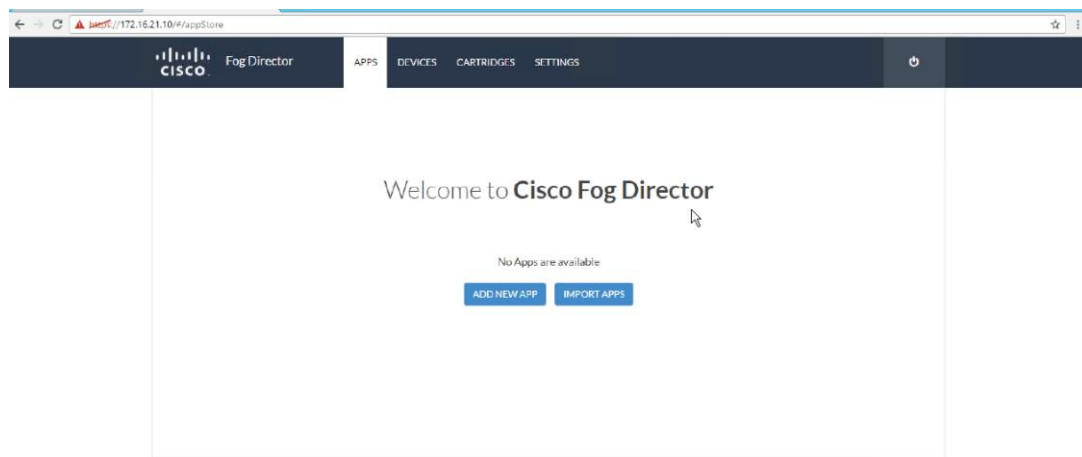 https://172.16.21.10/#/appStore
CISCO Fog Director APPS DEVICES CARTRIDGES SETTINGS
Welcome to Cisco Fog Director
No Apps are available
ADD NEW APP IMPORT APPS